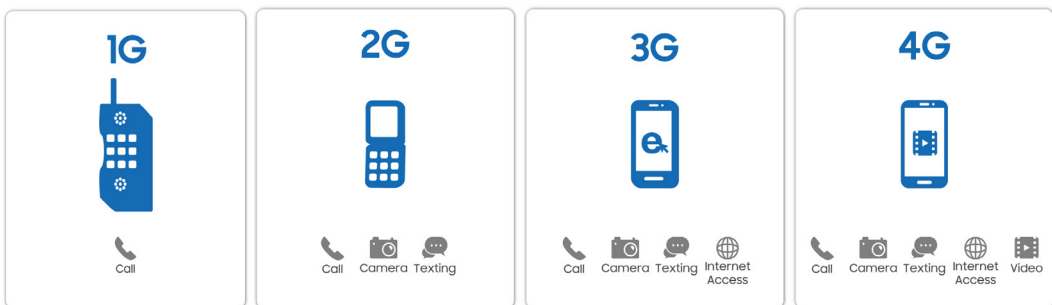 1G
Call
2G
Call Camera Texting
3G
Call Camera Texting Internet
Access
e
4G
Call Camera Texting Internet Video
Access